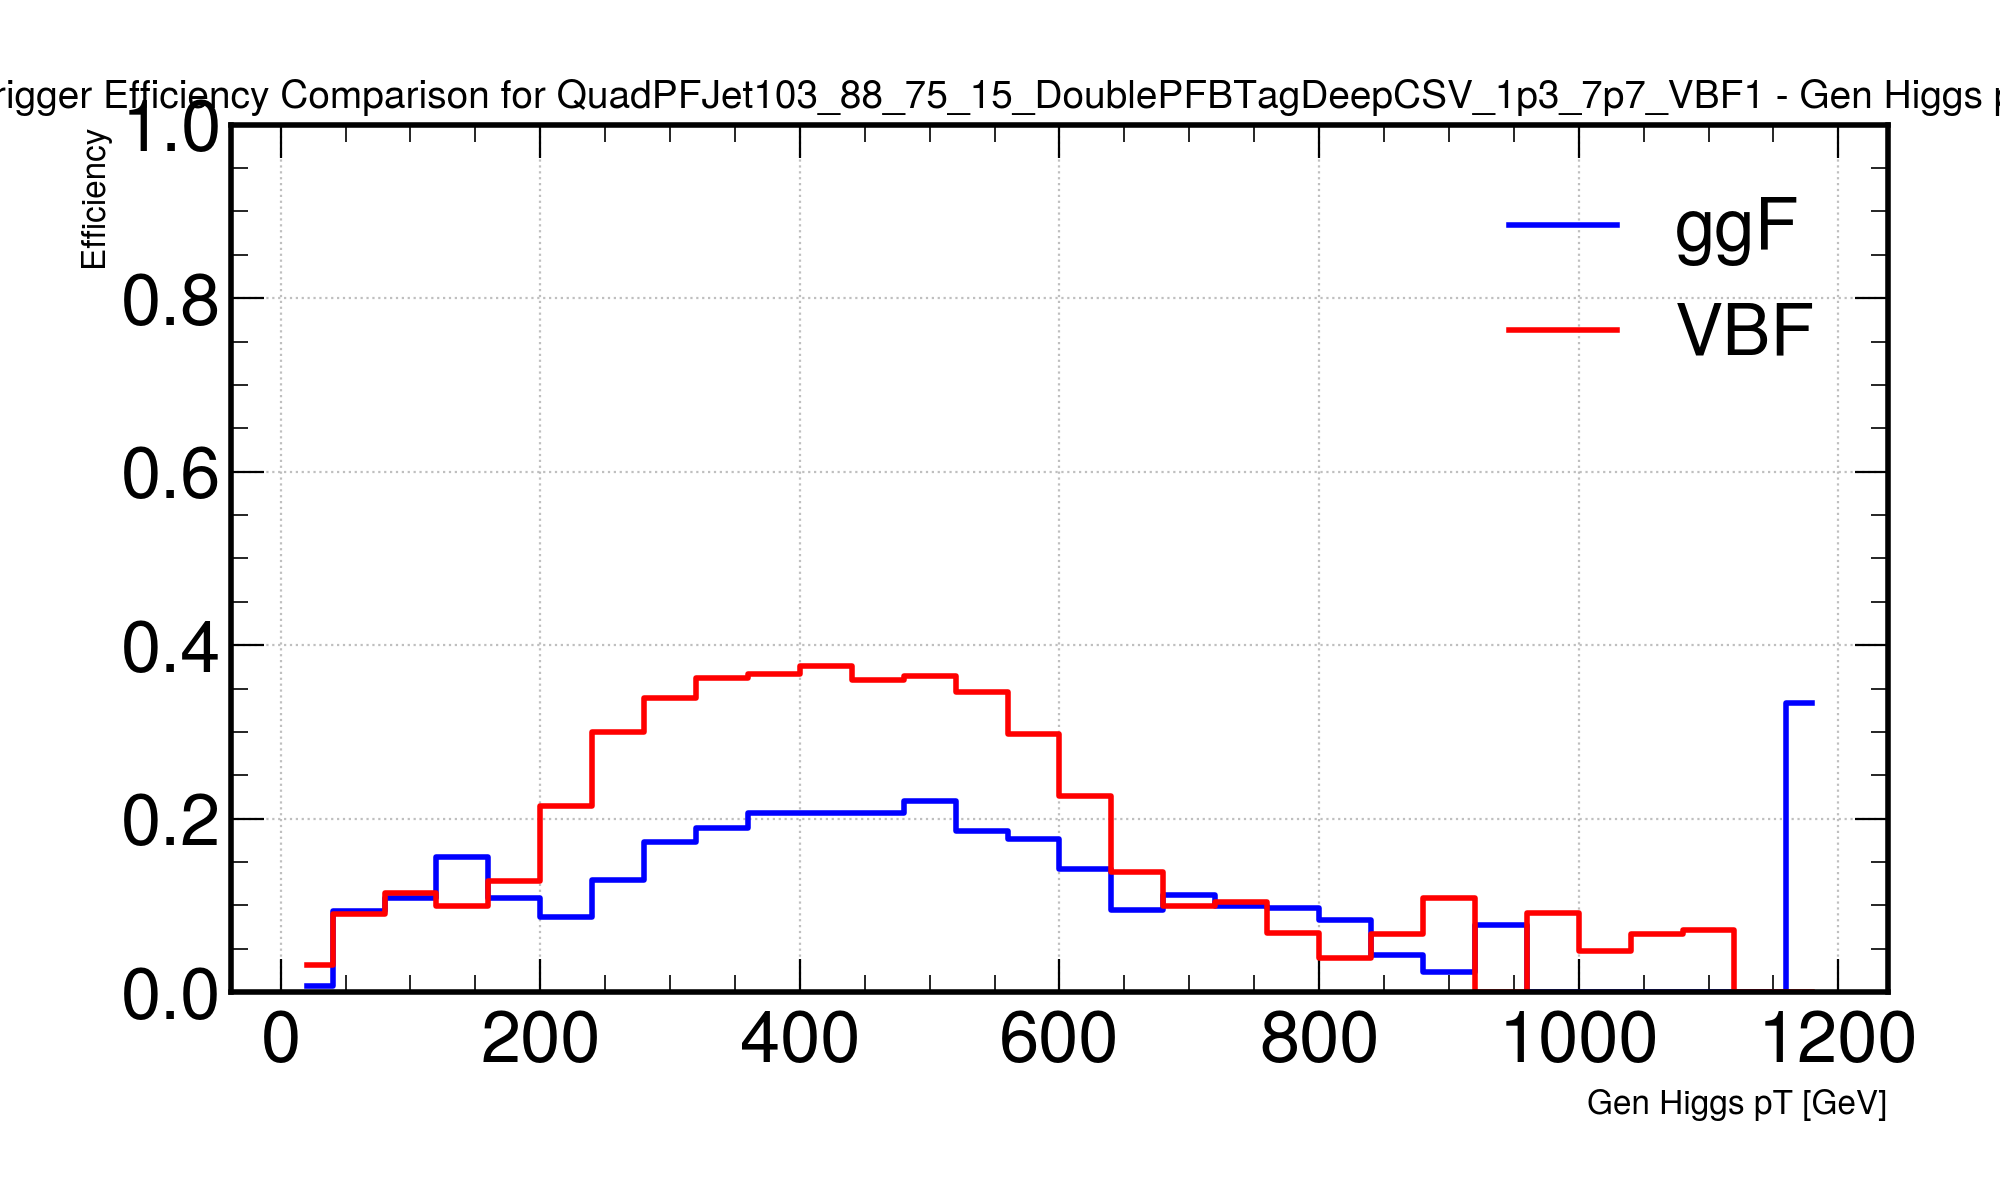 rigger Efficiency Comparison for QuadPFJet103_88_75_15_DoublePFBTagDeepCSV_1p3_7p7_VBF1 - Gen Higgs p
Efficiency
1.0
0.8
0.6
0.4
0.2
0.0
ggF
VBF
0 200 400 600 800 1000 1200
Gen Higgs pT [GeV]